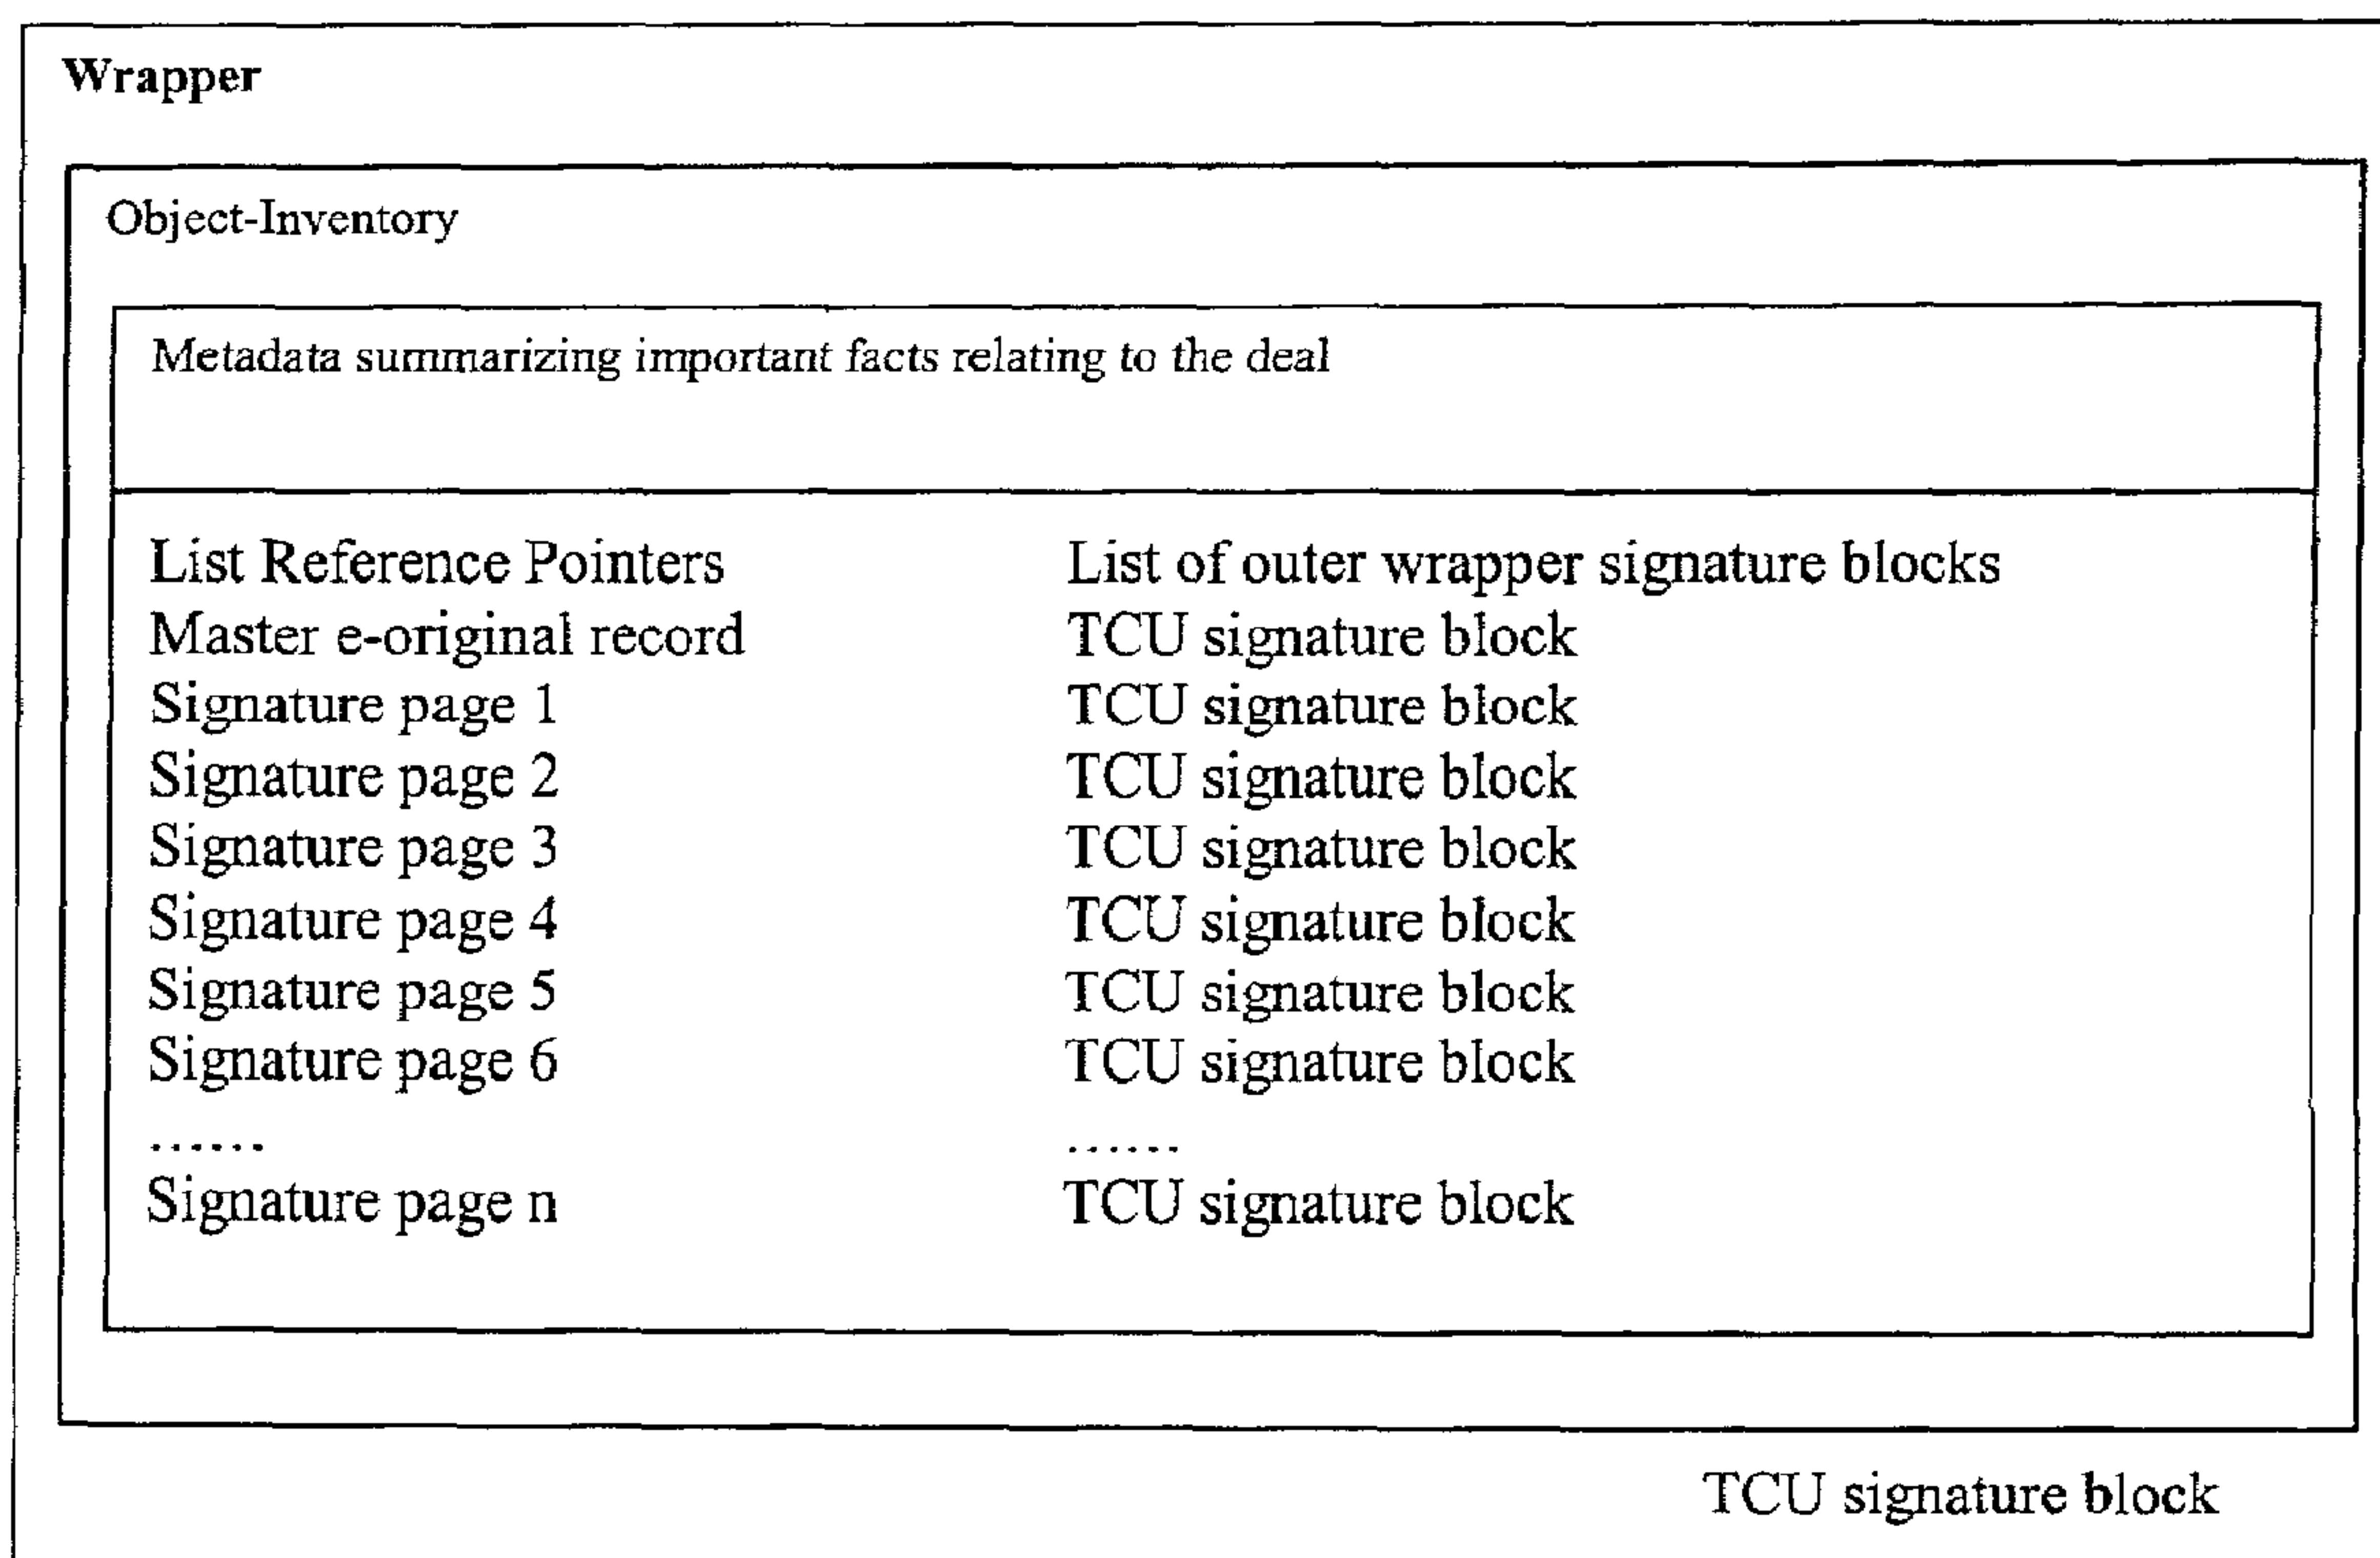 Wrapper
Object-Inventory
Metadata summarizing important facts relating to the deal
List Reference Pointers List of outer wrapper signature blocks
Master e-original record TCU signature block
Signature page 1 TCU signature block
Signature page 2 TCU signature block
Signature page 3 TCU signature block
Signature page 4 TCU signature block
Signature page 5 TCU signature block
Signature page 6 TCU signature block
...... ......
Signature page n TCU signature block
TCU signature block